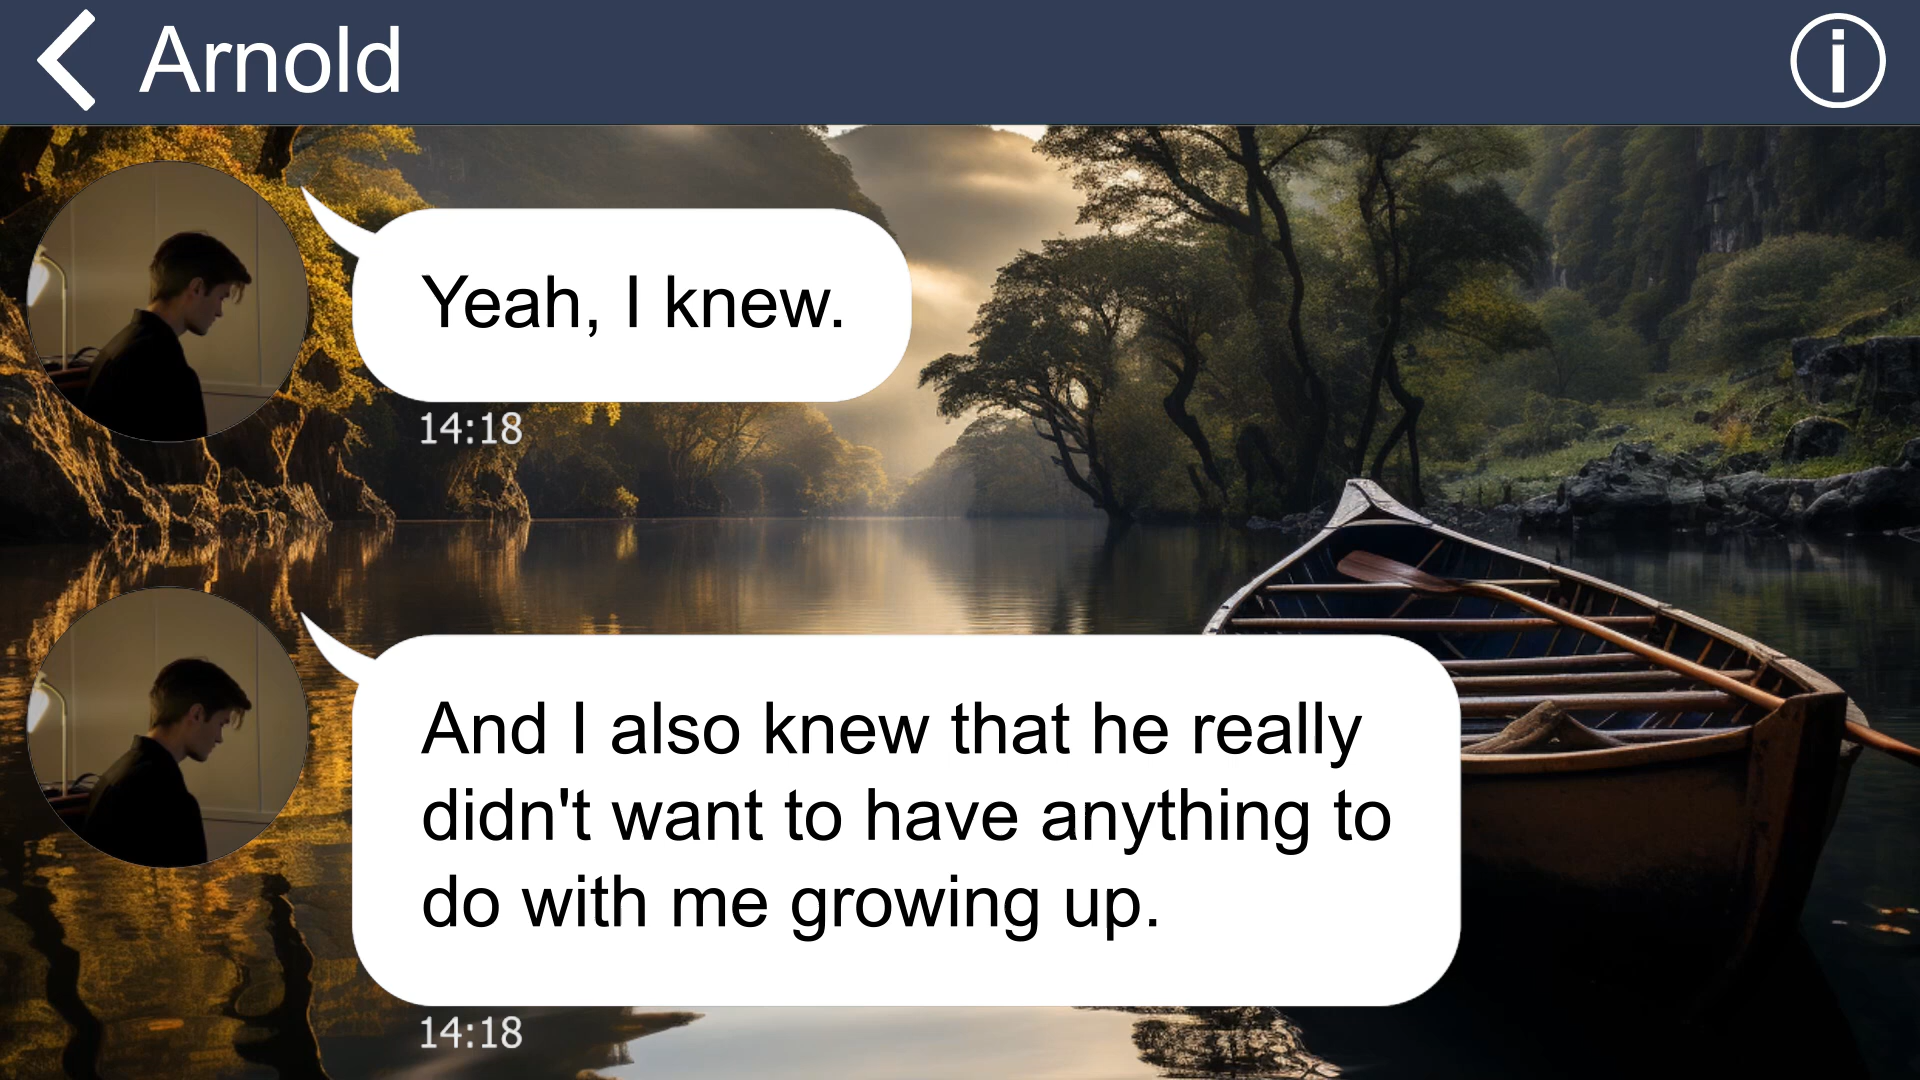 Arnold
Yeah, I knew.
14:18
And I also knew that he really
didn't want to have anything to
do with me growing up.
14:18